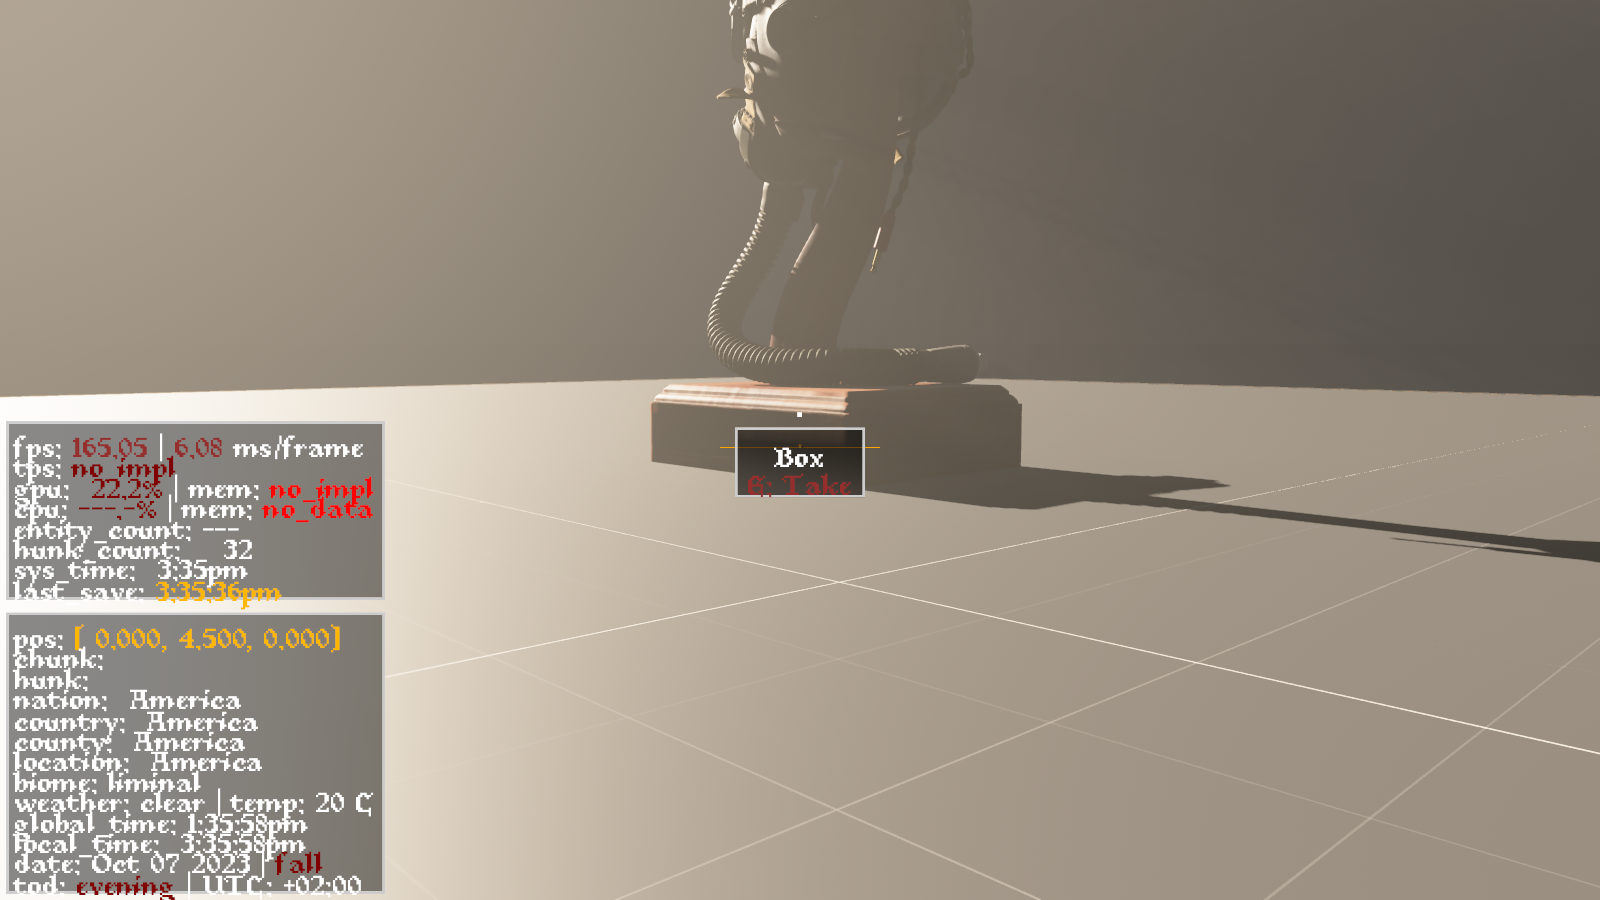 fps: 165.05 | 6.08 ms/frame
tps: no_impl
gpu: 22.2% | mem: no_impl
cpu: ---.-% | mem: no_data
entity_count: ---
hunk_count: 32
sys_time: 3:35pm
last_save: 3:35:36pm
Box
E: Take
pos: [ 0.000, 4.500, 0.000]
chunk:
hunk:
nation: America
country: America
county: America
location: America
biome: liminal
weather: clear | temp: 20 C
global_time: 1:35:58pm
local_time: 3:35:58pm
date: Oct 07 2023 | fall
tod: evening | UTC: +02:00